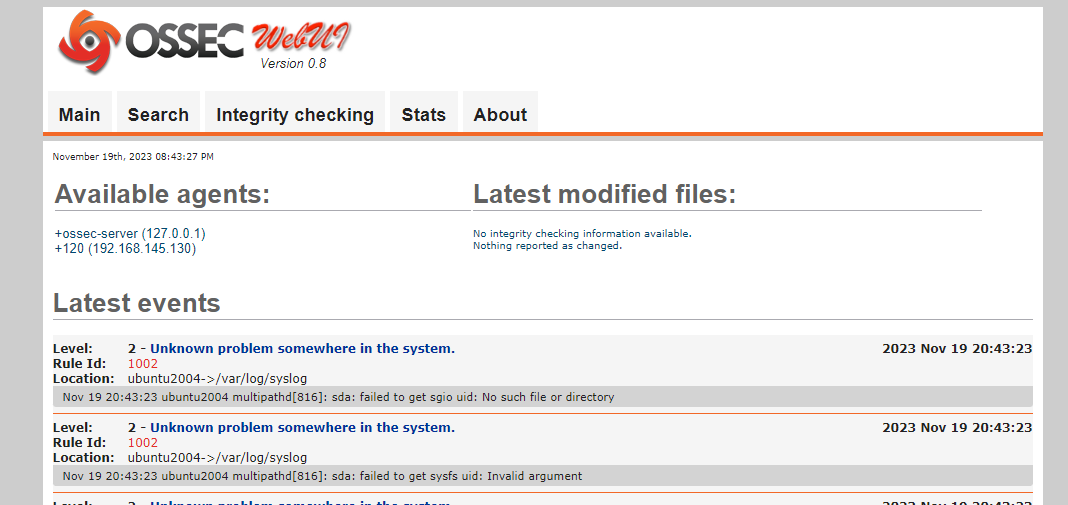 OSSEC WebUI
Version 0.8
Main Search Integrity checking Stats About
November 19th, 2023 08:43:27 PM
Available agents:
+ossec-server (127.0.0.1)
+120 (192.168.145.130)
Latest modified files:
No integrity checking information available.
Nothing reported as changed.
Latest events
Level: 2 - Unknown problem somewhere in the system. 2023 Nov 19 20:43:23
Rule Id: 1002
Location: ubuntu2004->/var/log/syslog
Nov 19 20:43:23 ubuntu2004 multipathd[816]: sda: failed to get sgio uid: No such file or directory
Level: 2 - Unknown problem somewhere in the system. 2023 Nov 19 20:43:23
Rule Id: 1002
Location: ubuntu2004->/var/log/syslog
Nov 19 20:43:23 ubuntu2004 multipathd[816]: sda: failed to get sysfs uid: Invalid argument